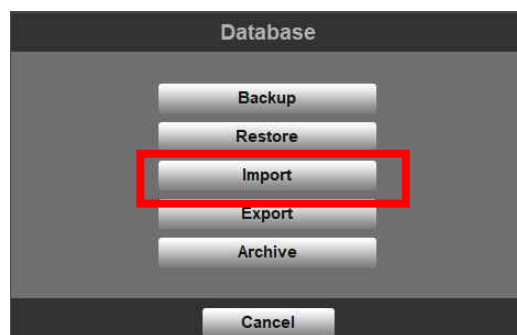 Database
Backup
Restore
Import
Export
Archive
Cancel